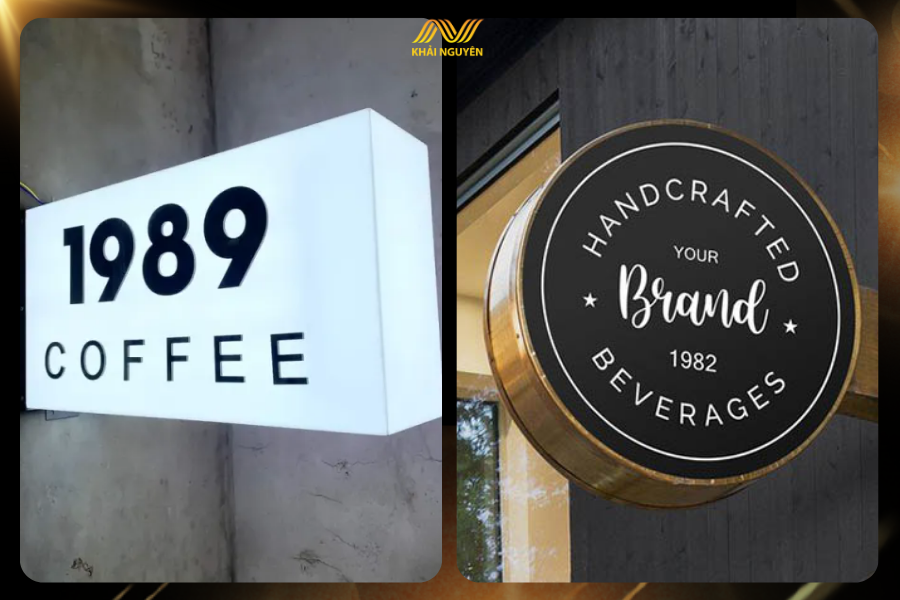 KHẢI NGUYÊN
1989
COFFEE
HANDCRAFTED
YOUR
Brand
1982
BEVERAGES